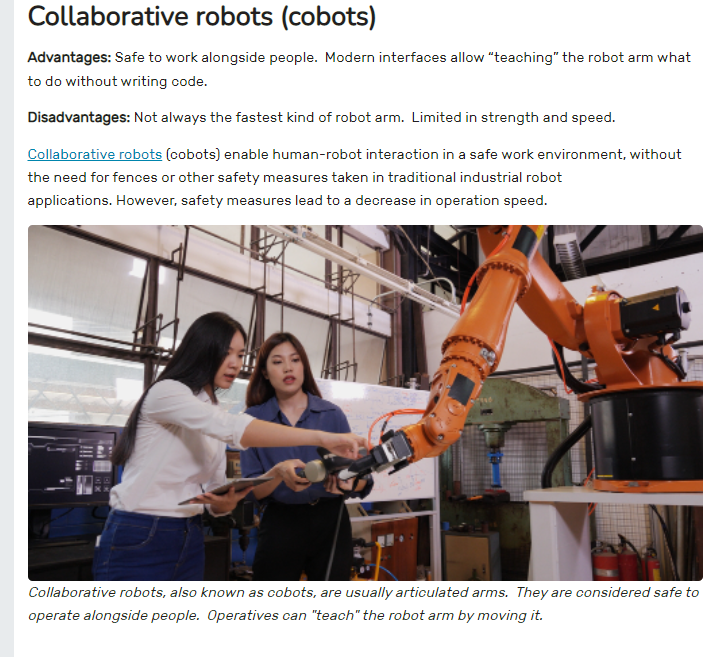 Collaborative robots (cobots)
Advantages: Safe to work alongside people.  Modern interfaces allow “teaching” the robot arm what
to do without writing code.
Disadvantages: Not always the fastest kind of robot arm.  Limited in strength and speed.
Collaborative robots (cobots) enable human-robot interaction in a safe work environment, without
the need for fences or other safety measures taken in traditional industrial robot
applications. However, safety measures lead to a decrease in operation speed.
Collaborative robots, also known as cobots, are usually articulated arms.  They are considered safe to
operate alongside people.  Operatives can "teach" the robot arm by moving it.